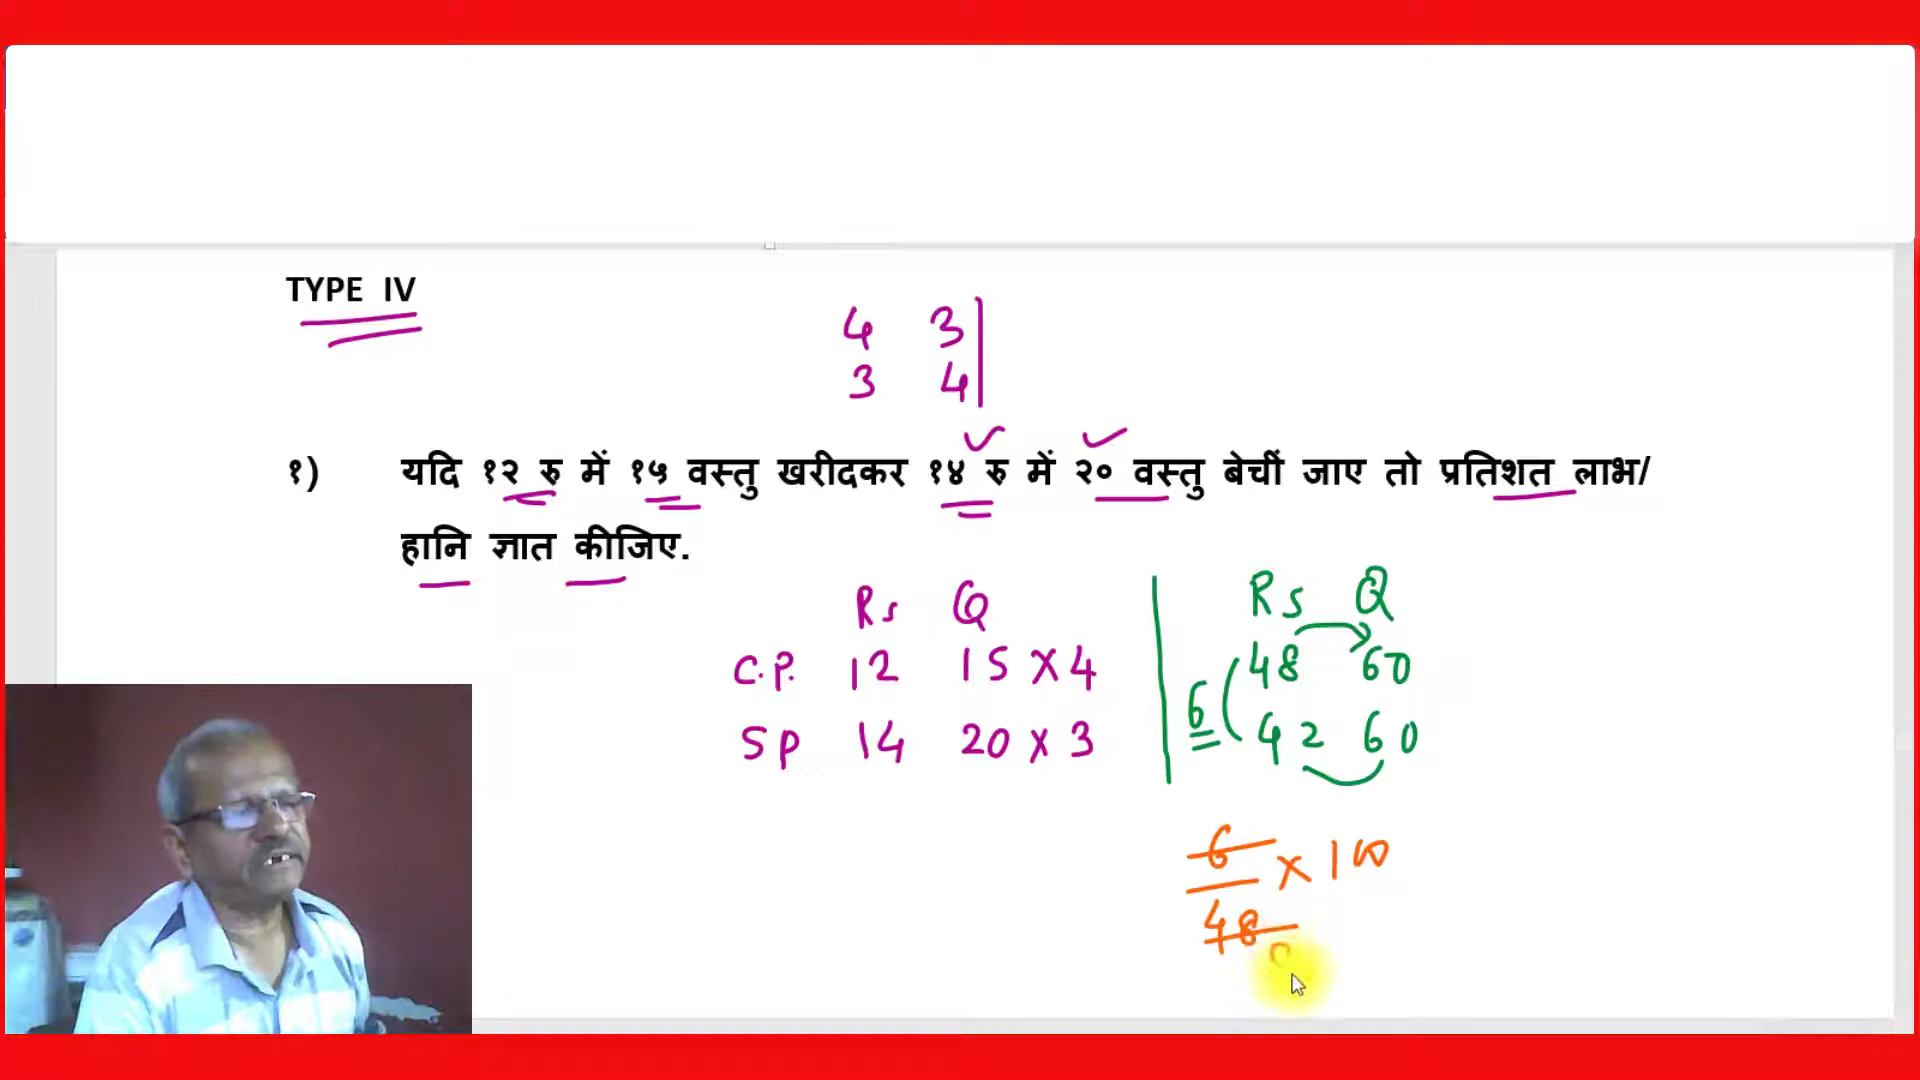 TYPE IV
4 3
3 4
१) यदि १२ रु में १५ वस्तु खरीदकर १४ रु में २० वस्तु बेचीं जाए तो प्रतिशत लाभ/
हानि ज्ञात कीजिए.
Rs Q
C.P. 12 15 x 4
SP 14 20 x 3
Rs Q
48 60
6
42 60
6 x 100
48